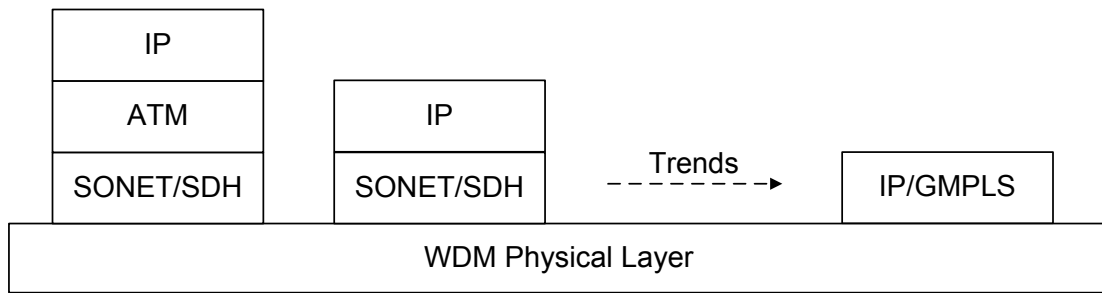 IP
ATM
IP
SONET/SDH
SONET/SDH
Trends
IP/GMPLS
WDM Physical Layer